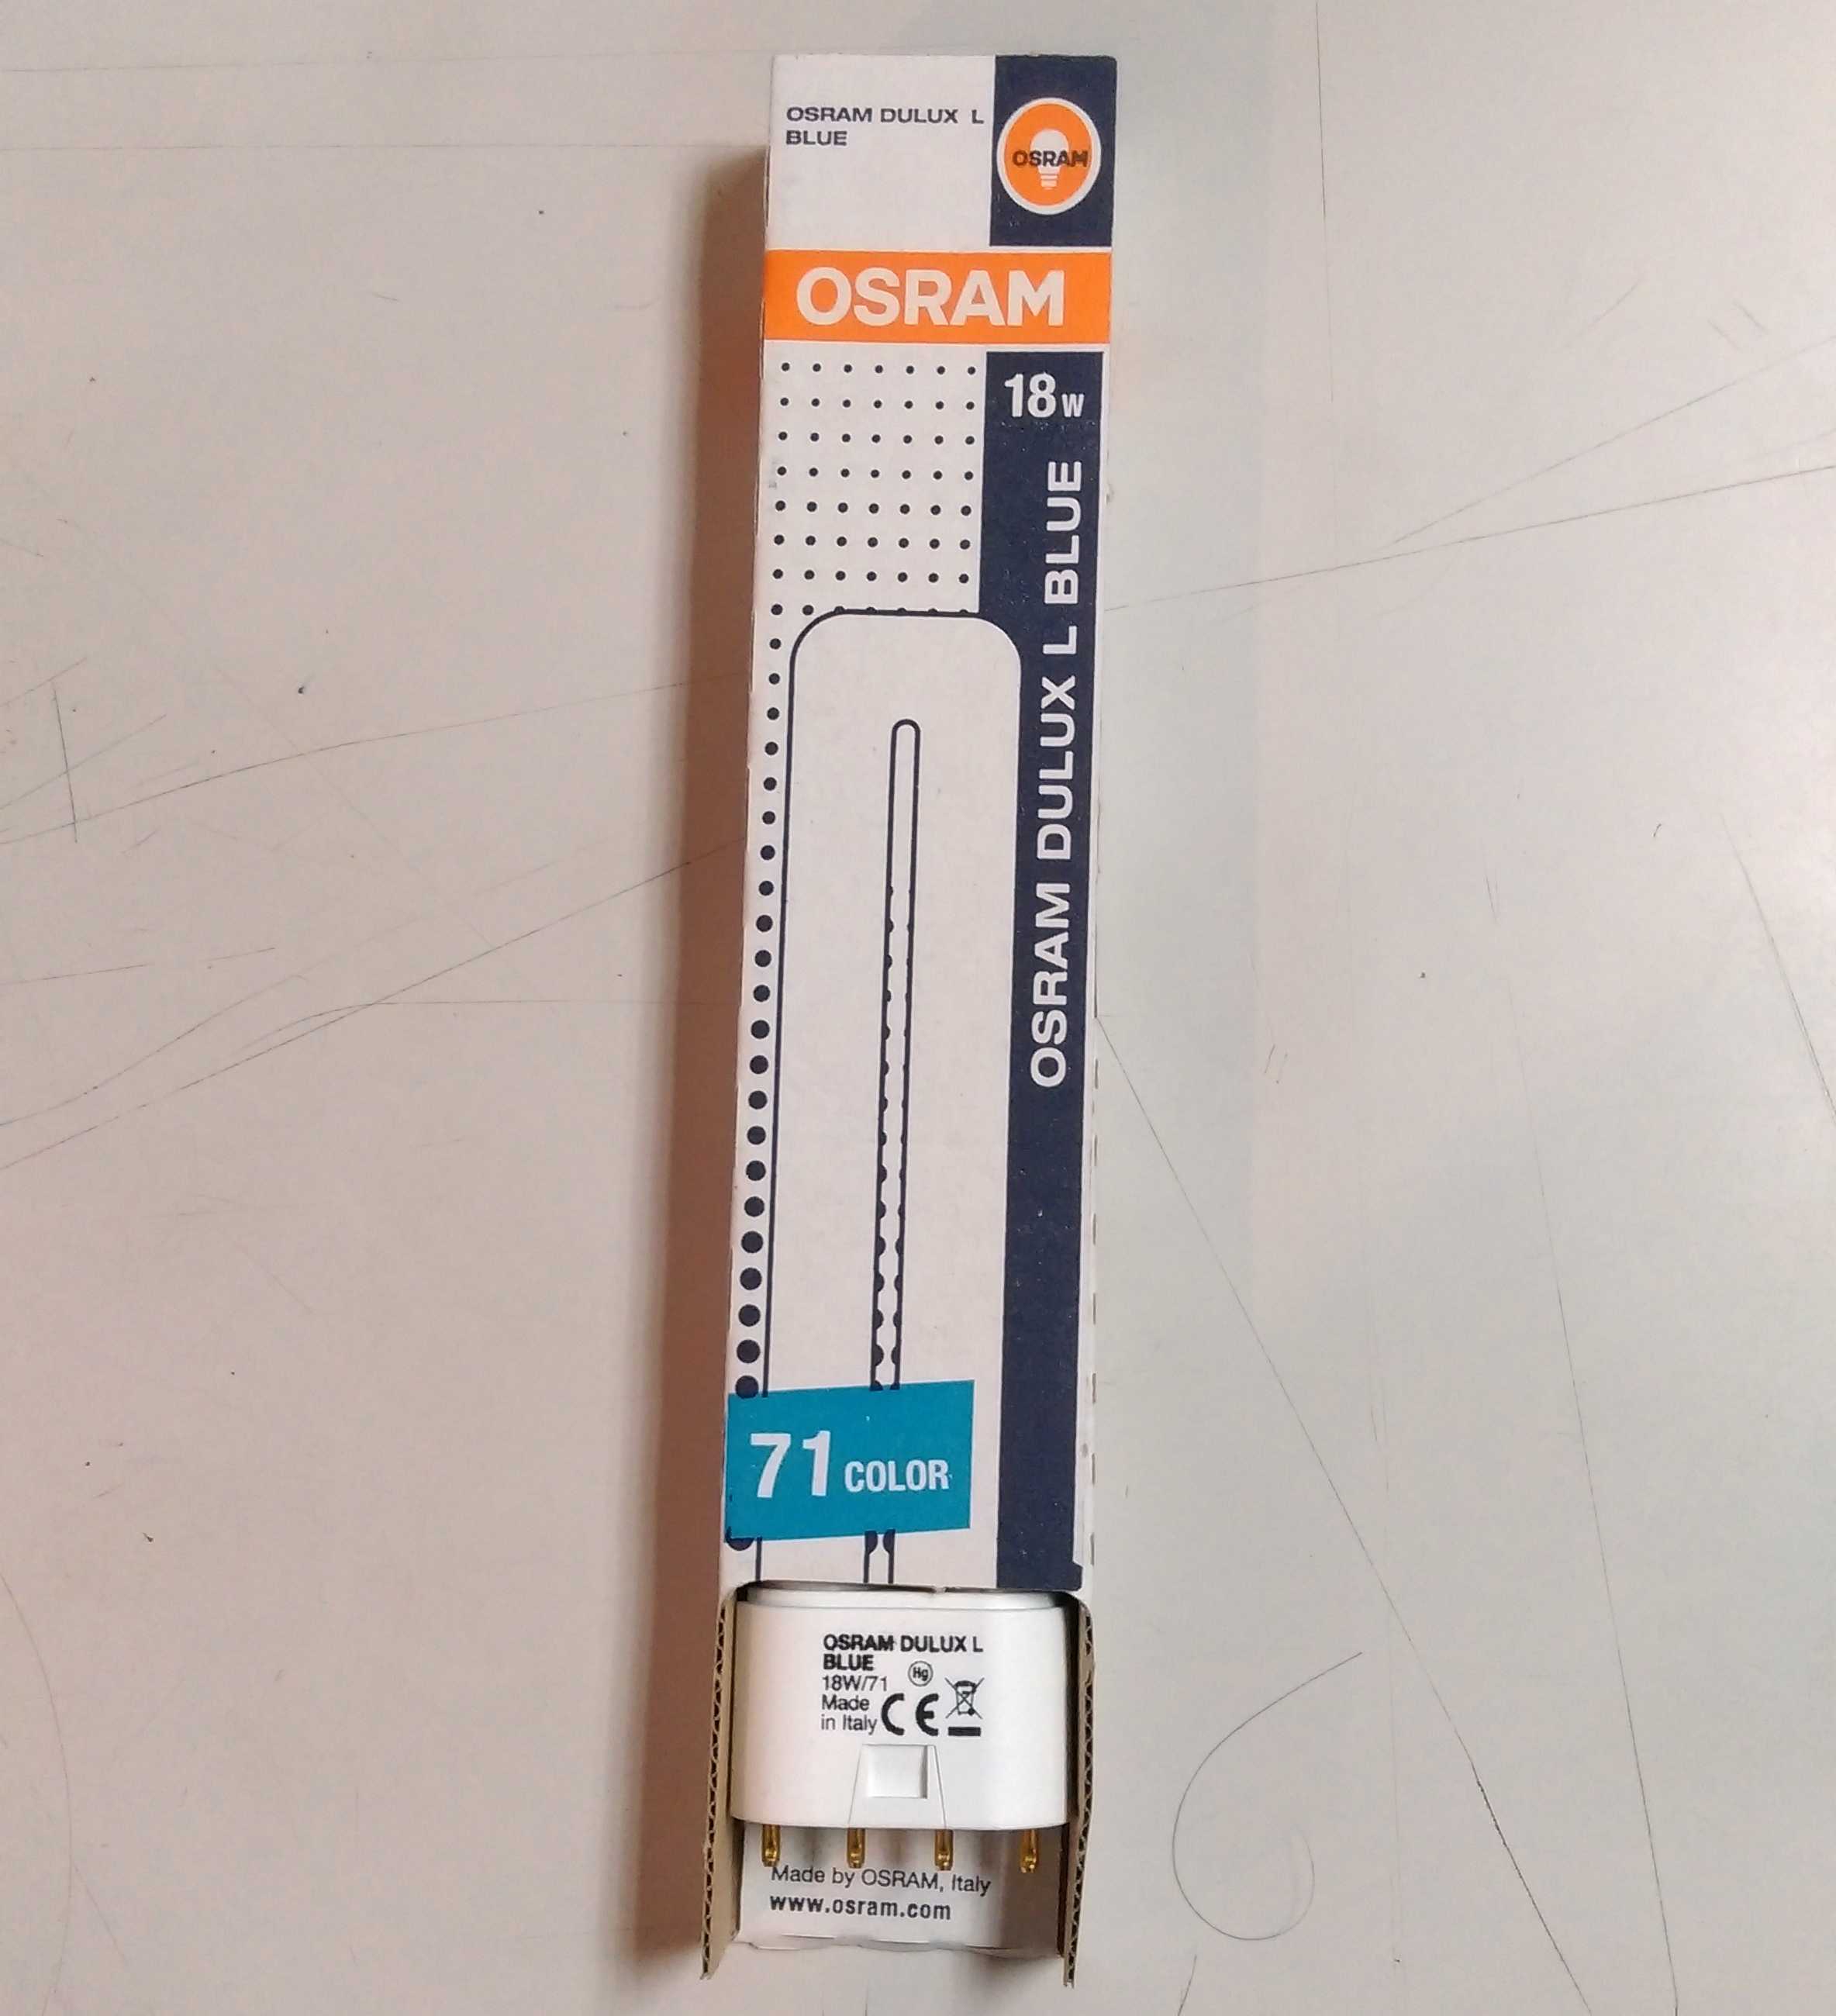 OSRAM DULUX L
BLUE
OSRAM
OSRAM
18W
OSRAM DULUX L BLUE
71 COLOR
OSRAM DULUX L
BLUE
Hg
18W/71
Made
in Italy CE
Made by OSRAM, Italy
www.osram.com